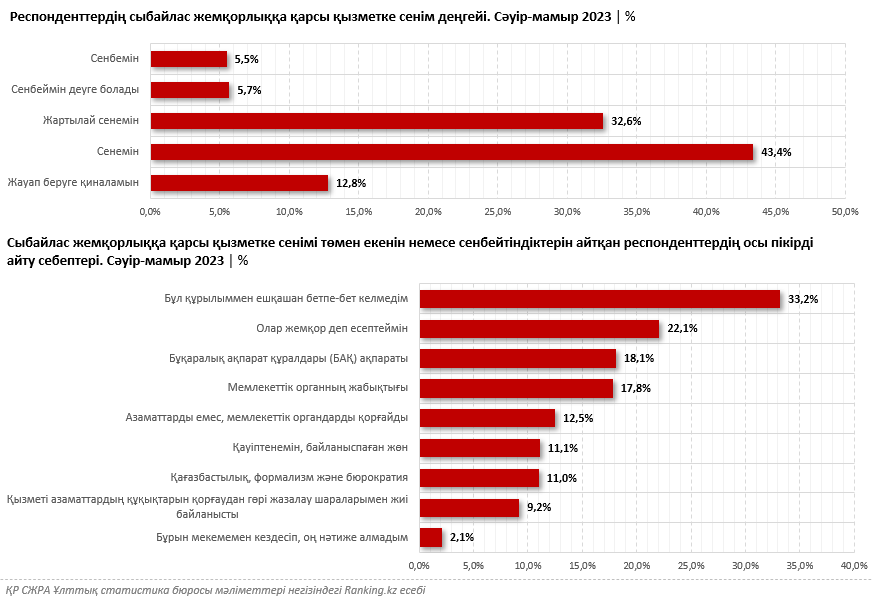 Респонденттердің сыбайлас жемқорлыққа қарсы қызметке сенім деңгейі. Сәуір-мамыр 2023 | %
Сенбемін 5,5%
Сенбеймін деуге болады 5,7%
Жартылай сенемін 32,6%
Сенемін 43,4%
Жауап беруге қиналамын 12,8%
0,0% 5,0% 10,0% 15,0% 20,0% 25,0% 30,0% 35,0% 40,0% 45,0% 50,0%
Сыбайлас жемқорлыққа қарсы қызметке сенімі төмен екенін немесе сенбейтіндіктерін айтқан респонденттердің осы пікірді
айту себептері. Сәуір-мамыр 2023 | %
Бұл құрылыммен ешқашан бетпе-бет келмедім 33,2%
Олар жемқор деп есептеймін 22,1%
Бұқаралық ақпарат құралдары (БАҚ) ақпараты 18,1%
Мемлекеттік органның жабықтығы 17,8%
Азаматтарды емес, мемлекеттік органдарды қорғайды 12,5%
Қауіптенемін, байланыспаған жөн 11,1%
Қағазбастылық, формализм және бюрократия 11,0%
Қызметі азаматтардың құқықтарын қорғаудан гөрі жазалау шараларымен жиі
байланысты 9,2%
Бұрын мекемемен кездесіп, оң нәтиже алмадым 2,1%
0,0% 5,0% 10,0% 15,0% 20,0% 25,0% 30,0% 35,0% 40,0%
ҚР СЖРА Ұлттық статистика бюросы мәліметтері негізіндегі Ranking.kz есебі